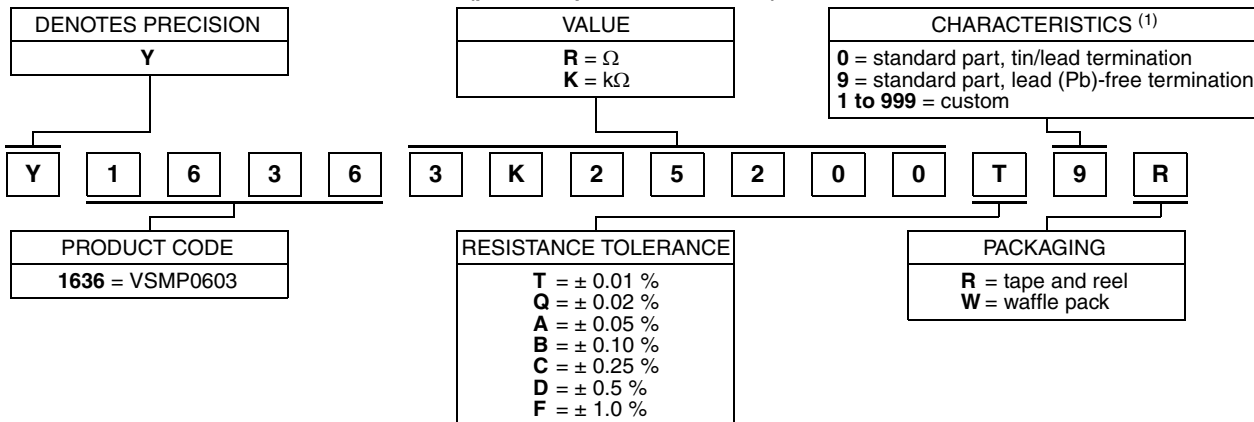 DENOTES PRECISION
Y
VALUE
R = Ω
K = kΩ
CHARACTERISTICS (1)
0 = standard part, tin/lead termination
9 = standard part, lead (Pb)-free termination
1 to 999 = custom
Y 1 6 3 6 3 K 2 5 2 0 0 T 9 R
PRODUCT CODE
1636 = VSMP0603
RESISTANCE TOLERANCE
T = ± 0.01 %
Q = ± 0.02 %
A = ± 0.05 %
B = ± 0.10 %
C = ± 0.25 %
D = ± 0.5 %
F = ± 1.0 %
PACKAGING
R = tape and reel
W = waffle pack